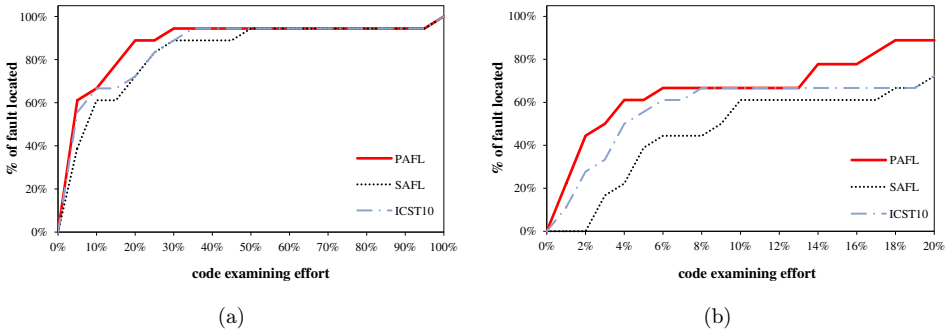 % of fault located
100%
80%
60%
40%
20%
0%
PAFL
SAFL
ICST10
0% 10% 20% 30% 40% 50% 60% 70% 80% 90% 100%
code examining effort
(a)
% of fault located
100%
80%
60%
40%
20%
0%
PAFL
SAFL
ICST10
0% 2% 4% 6% 8% 10% 12% 14% 16% 18% 20%
code examining effort
(b)